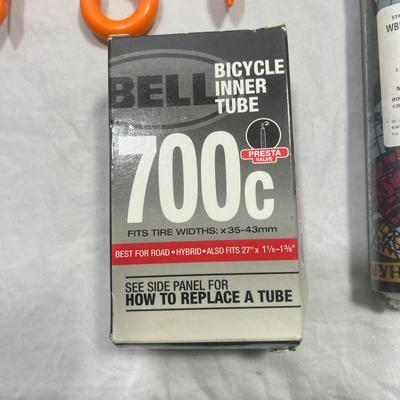 BELL
BICYCLE
INNER
TUBE
700c
PRESTA
VALVE
FITS TIRE WIDTHS: x 35-43mm
BEST FOR ROAD • HYBRID • ALSO FITS 27" x 1⅛–1⅜"
SEE SIDE PANEL FOR
HOW TO REPLACE A TUBE